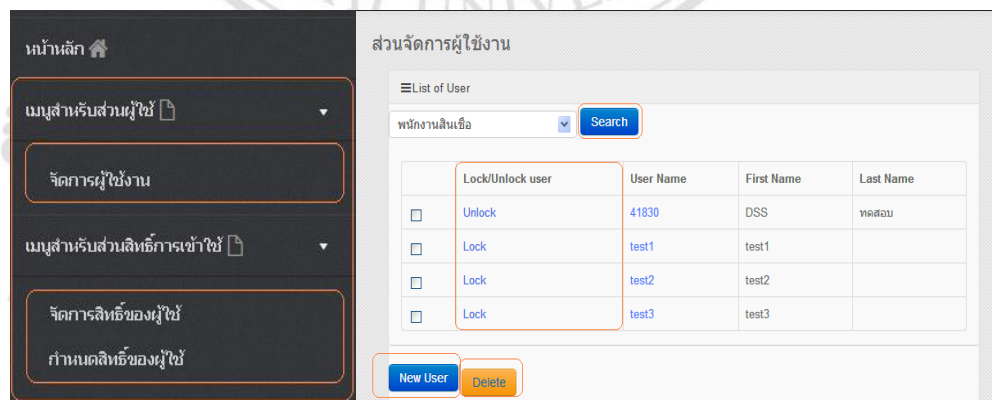 หน้าหลัก
เมนูสำหรับส่วนผู้ใช้
จัดการผู้ใช้งาน
เมนูสำหรับส่วนสิทธิ์การเข้าใช้
จัดการสิทธิ์ของผู้ใช้
กำหนดสิทธิ์ของผู้ใช้
ส่วนจัดการผู้ใช้งาน
List of User
พนักงานสินเชื่อ Search
Lock/Unlock user User Name First Name Last Name
Unlock 41830 DSS ทดสอบ
Lock test1 test1
Lock test2 test2
Lock test3 test3
New User Delete